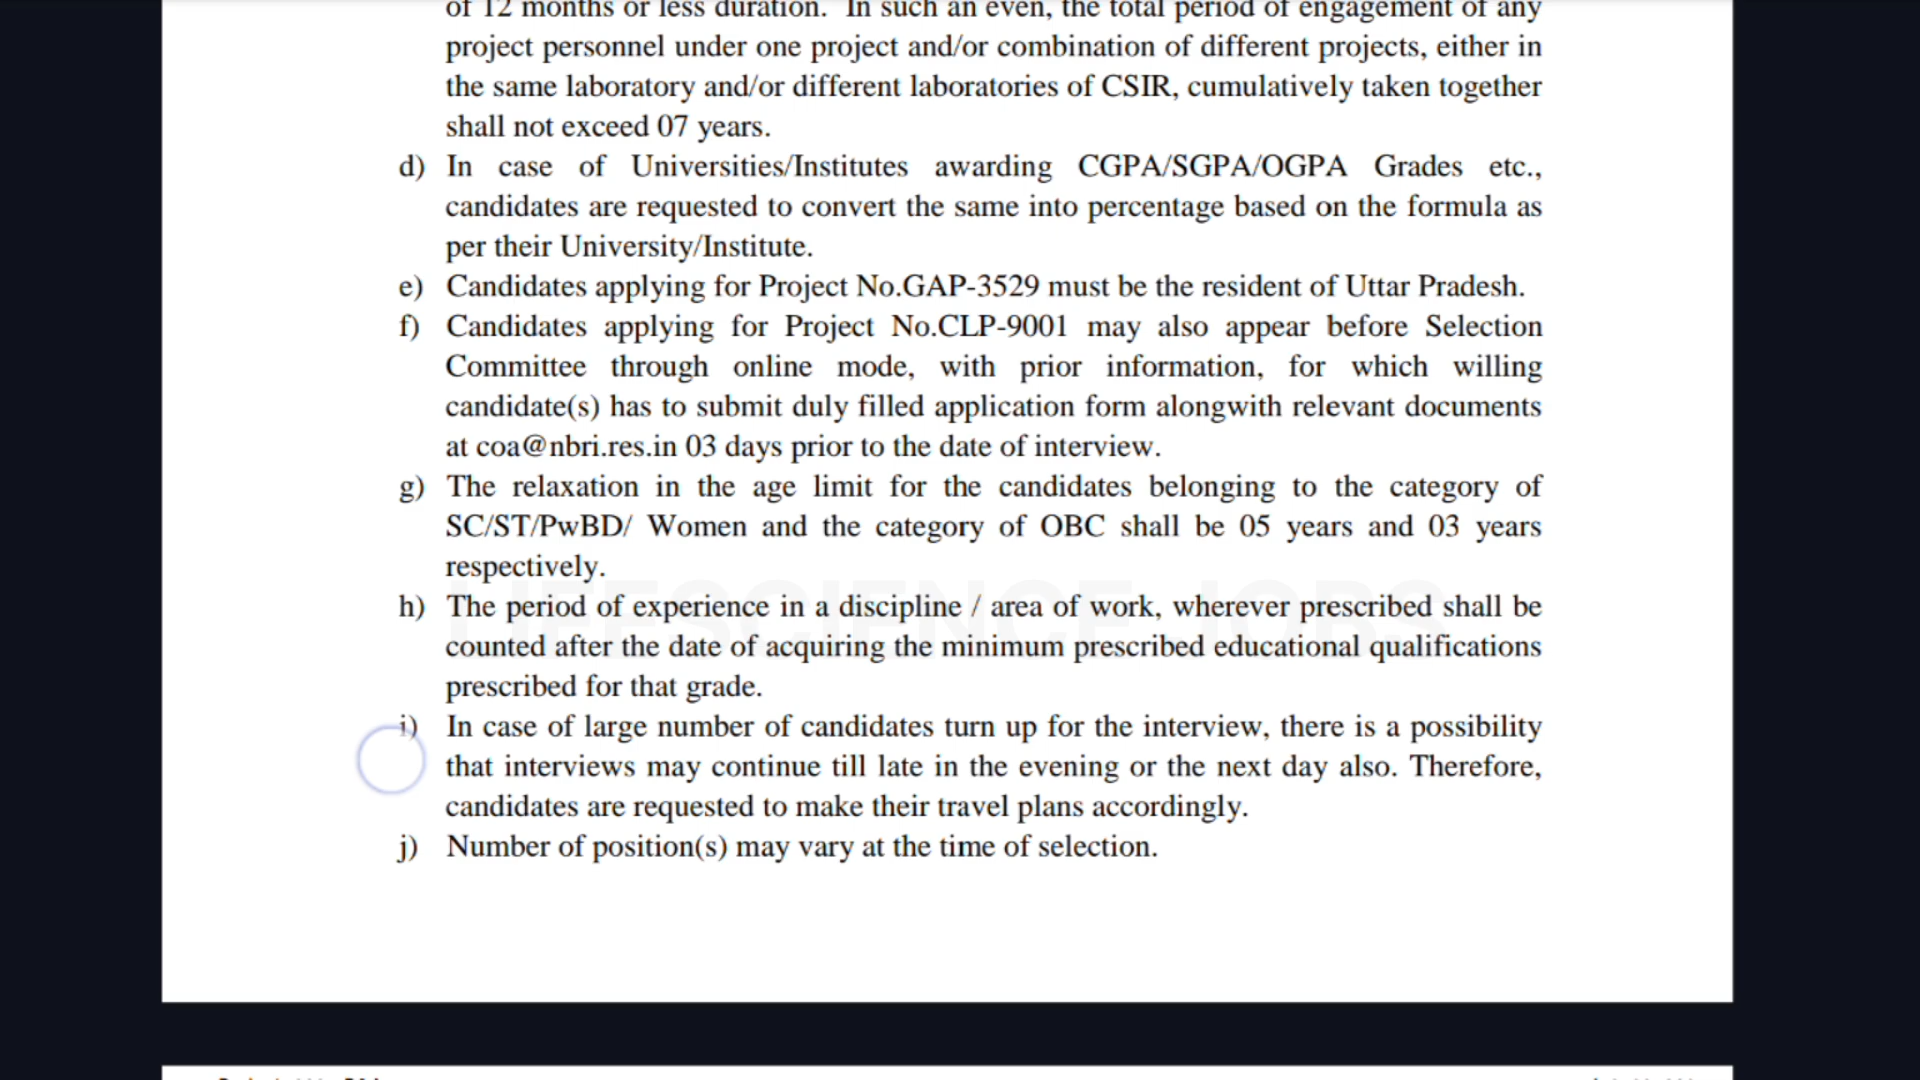 of 12 months or less duration. In such an even, the total period of engagement of any
project personnel under one project and/or combination of different projects, either in
the same laboratory and/or different laboratories of CSIR, cumulatively taken together
shall not exceed 07 years.
d) In case of Universities/Institutes awarding CGPA/SGPA/OGPA Grades etc.,
candidates are requested to convert the same into percentage based on the formula as
per their University/Institute.
e) Candidates applying for Project No.GAP-3529 must be the resident of Uttar Pradesh.
f) Candidates applying for Project No.CLP-9001 may also appear before Selection
Committee through online mode, with prior information, for which willing
candidate(s) has to submit duly filled application form alongwith relevant documents
at coa@nbri.res.in 03 days prior to the date of interview.
g) The relaxation in the age limit for the candidates belonging to the category of
SC/ST/PwBD/ Women and the category of OBC shall be 05 years and 03 years
respectively.
LIFESCIENCE JOBS
h) The period of experience in a discipline / area of work, wherever prescribed shall be
counted after the date of acquiring the minimum prescribed educational qualifications
prescribed for that grade.
i) In case of large number of candidates turn up for the interview, there is a possibility
that interviews may continue till late in the evening or the next day also. Therefore,
candidates are requested to make their travel plans accordingly.
j) Number of position(s) may vary at the time of selection.